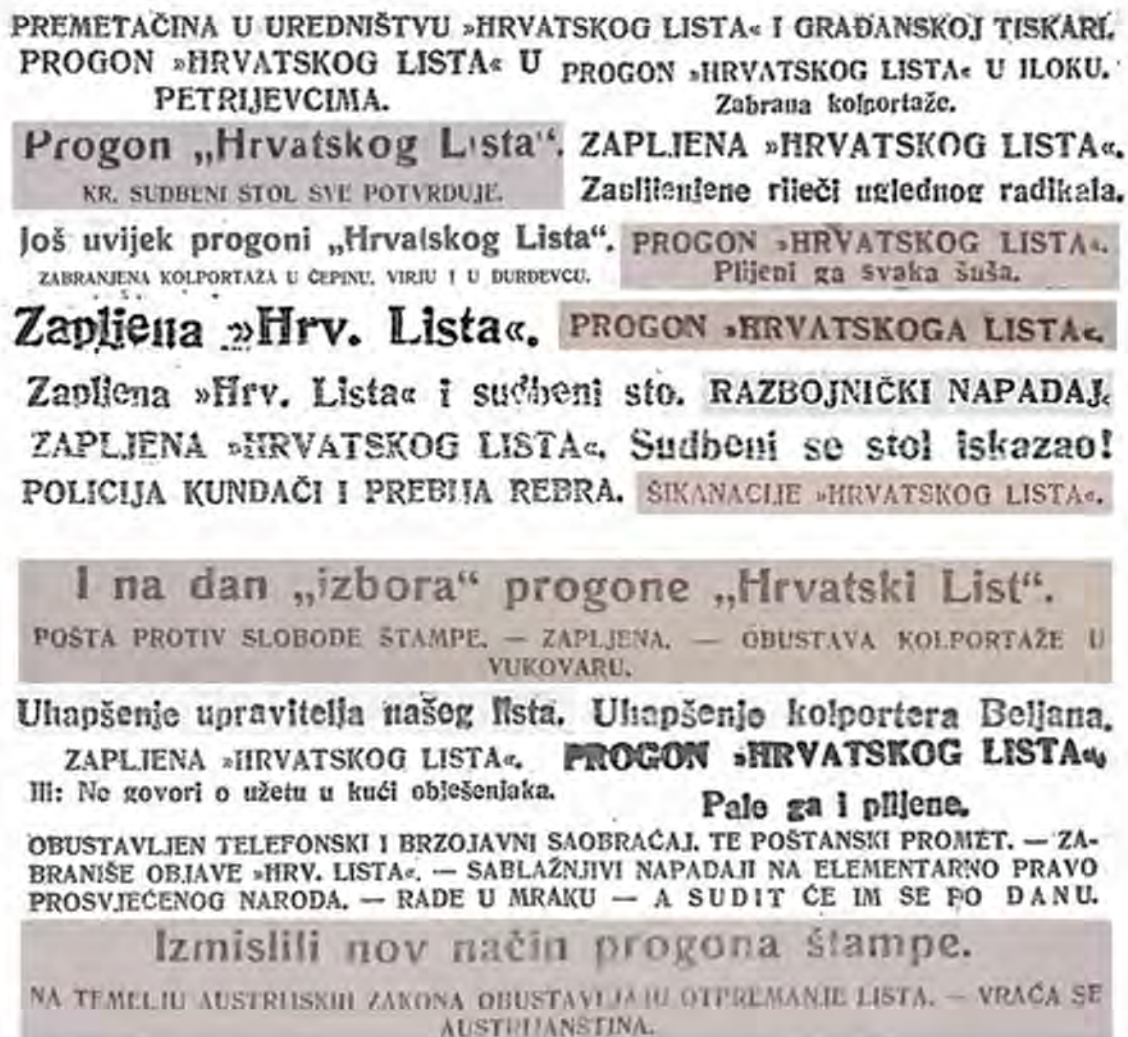 PREMETAČINA U UREDNIŠTVU »HRVATSKOG LISTA« I GRAĐANSKOJ TISKARI.
PROGON »HRVATSKOG LISTA« U
PETRIJEVCIMA.
PROGON »HRVATSKOG LISTA« U ILOKU.
Zabrana kolportaže.
Progon „Hrvatskog Lista“.
KR. SUDBENI STOL SVE POTVRĐUJE.
ZAPLJENA »HRVATSKOG LISTA«.
Zaplijenjene riječi uglednog radikala.
Još uvijek progoni „Hrvatskog Lista“.
ZABRANJENA KOLPORTAŽA U ČEPINU, VIRJU I U ĐURĐEVCU.
PROGON »HRVATSKOG LISTA«.
Plijeni ga svaka šuša.
Zapljena »Hrv. Lista«.
PROGON »HRVATSKOGA LISTA«.
Zapljena »Hrv. Lista« i sudbeni sto.
RAZBOJNIČKI NAPADAJ.
ZAPLJENA »HRVATSKOG LISTA«.
Sudbeni se stol iskazao!
POLICIJA KUNDAČI I PREBIJA REBRA.
ŠIKANACIJE »HRVATSKOG LISTA«.
I na dan „izbora“ progone „Hrvatski List“.
POŠTA PROTIV SLOBODE ŠTAMPE. — ZAPLJENA. — OBUSTAVA KOLPORTAŽE U
VUKOVARU.
Uhapšenje upravitelja našeg lista.
Uhapšenje kolportera Beljana.
ZAPLJENA »HRVATSKOG LISTA«.
Ili: Ne govori o užetu u kući obješenjaka.
PROGON »HRVATSKOG LISTA«.
Pale ga i plijene.
OBUSTAVLJEN TELEFONSKI I BRZOJAVNI SAOBRAĆAJ, TE POŠTANSKI PROMET. — ZA-
BRANIŠE OBJAVE »HRV. LISTA«. — SABLAŽNJIVI NAPADAJI NA ELEMENTARNO PRAVO
PROSVJEĆENOG NARODA. — RADE U MRAKU — A SUDIT ĆE IM SE PO DANU.
Izmislili nov način progona štampe.
NA TEMELJU AUSTRIJSKIH ZAKONA OBUSTAVLJAJU OTPREMANJE LISTA. — VRAĆA SE
AUSTRIJANŠTINA.